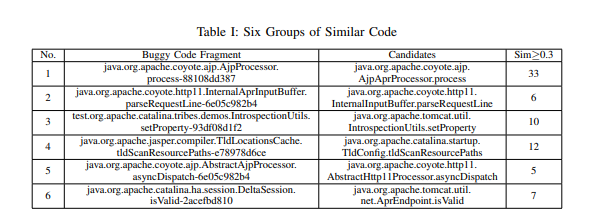 Table I: Six Groups of Similar Code
No. Buggy Code Fragment Candidates Sim≥0.3
1 java.org.apache.coyote.ajp.AjpProcessor. java.org.apache.coyote.ajp. 33
process-88108dd387 AjpAprProcessor.process
2 java.org.apache.coyote.http11.InternalAprInputBuffer. java.org.apache.coyote.http11. 6
parseRequestLine-6e05c982b4 InternalInputBuffer.parseRequestLine
3 test.org.apache.catalina.tribes.demos.IntrospectionUtils. java.org.apache.tomcat.util. 10
setProperty-93df08d1f2 IntrospectionUtils.setProperty
4 java.org.apache.jasper.compiler.TldLocationsCache. java.org.apache.catalina.startup. 12
tldScanResourcePaths-e78978d6ce TldConfig.tldScanResourcePaths
5 java.org.apache.coyote.ajp.AbstractAjpProcessor. java.org.apache.coyote.http11. 5
asyncDispatch-6e05c982b4 AbstractHttp11Processor.asyncDispatch
6 java.org.apache.catalina.ha.session.DeltaSession. java.org.apache.tomcat.util. 7
isValid-2acefbd810 net.AprEndpoint.isValid